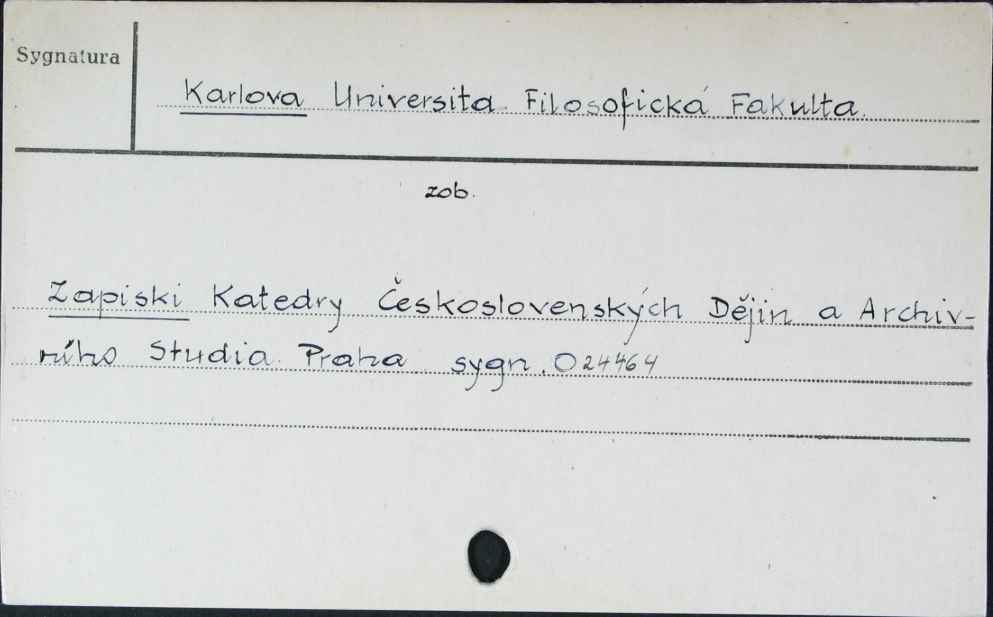 Sygnatura
Karlova Universita. Filosofická Fakulta.
zob.
Zapiski Katedry Československých Dějin a Archiv-
ního Studia. Praha. sygn. 024464